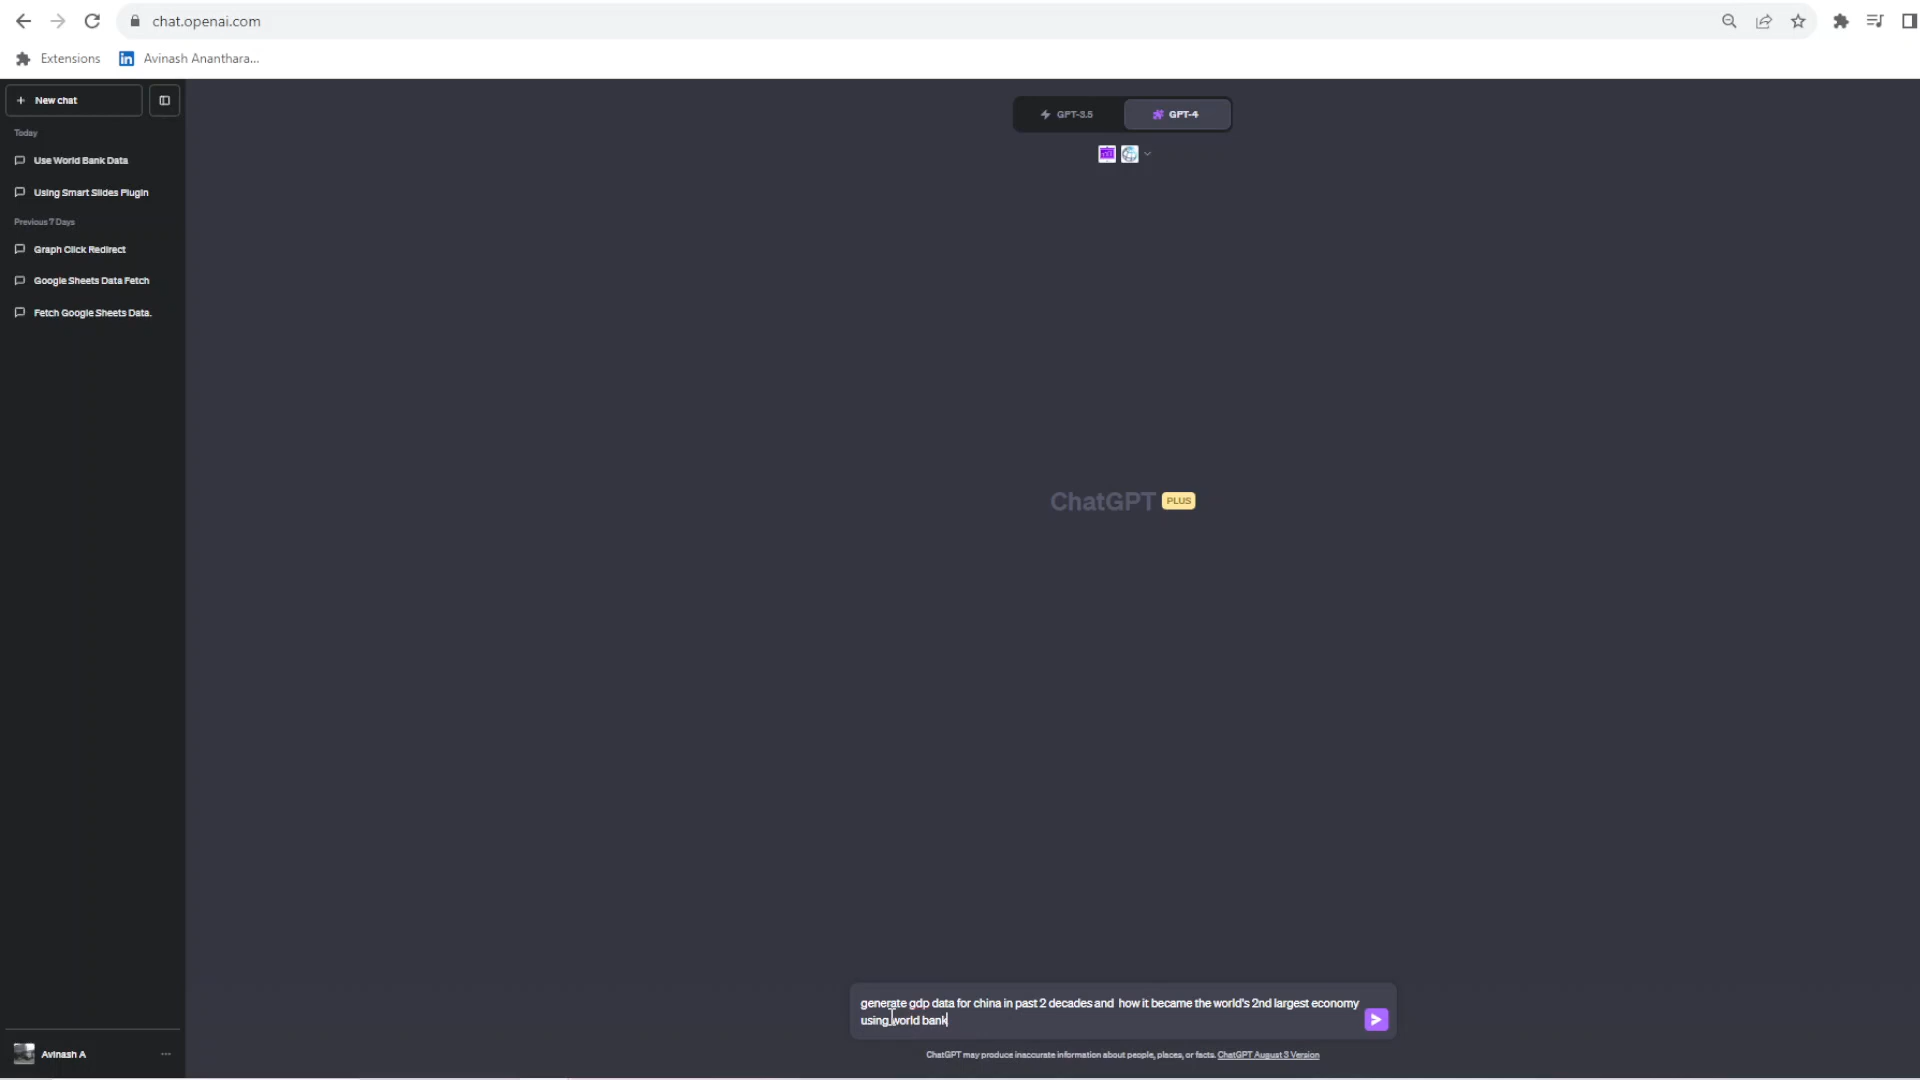 chat.openai.com
Extensions
Avinash Ananthara...
New chat
Today
Use World Bank Data
Using Smart Slides Plugin
Previous 7 Days
Graph Click Redirect
Google Sheets Data Fetch
Fetch Google Sheets Data.
Avinash A
GPT-3.5
GPT-4
ChatGPT PLUS
generate gdp data for china in past 2 decades and  how it became the world's 2nd largest economy
using world bank
ChatGPT may produce inaccurate information about people, places, or facts. ChatGPT August 3 Version